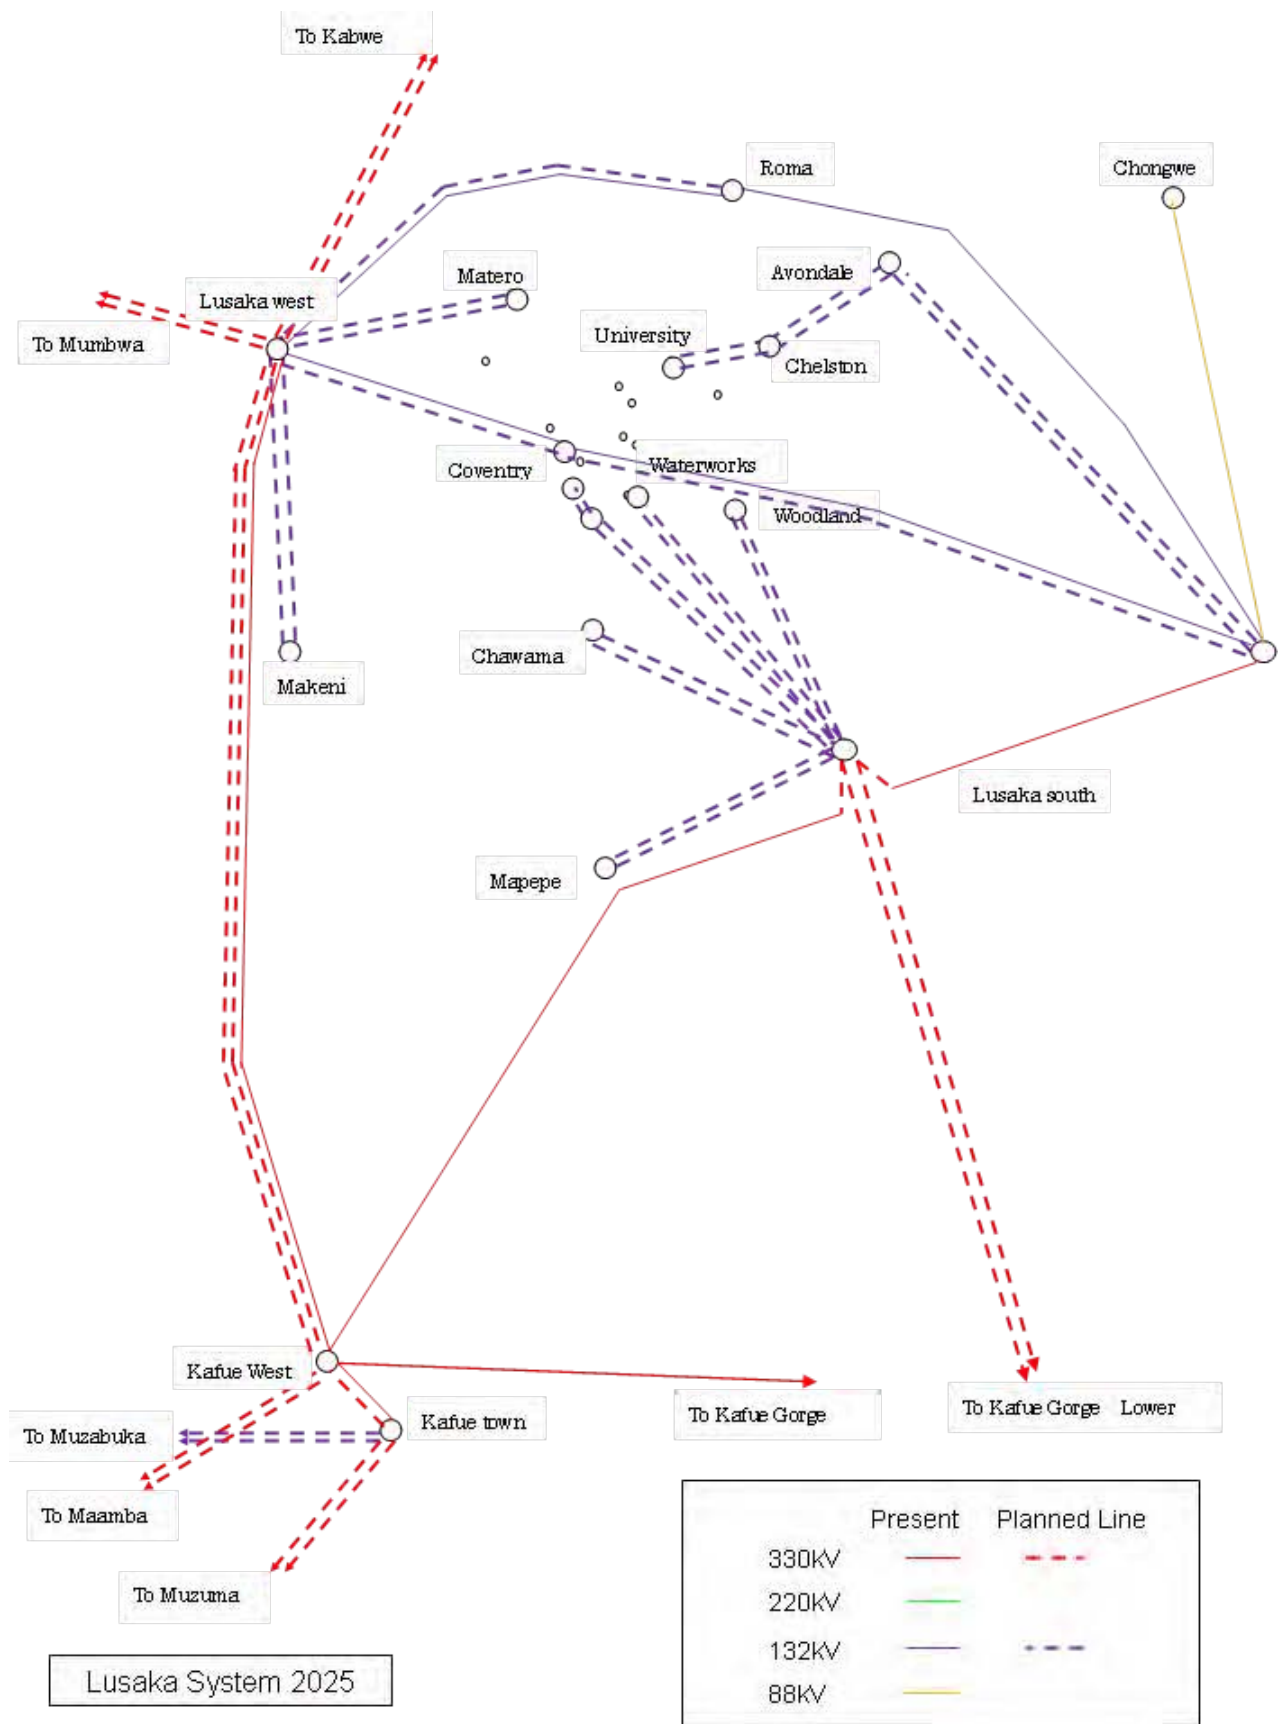 To Kabwe
Roma
Chongwe
Matero
Avondale
Lusaka west
University
To Mumbwa
Chelston
Coventry
Waterworks
Woodland
Chawama
Makeni
Lusaka south
Mapepe
Kafue West
To Kafue Gorge
To Kafue Gorge Lower
Kafue town
To Muzabuka
To Maamba
To Muzuma
Present Planned Line
330KV
220KV
132KV
88KV
Lusaka System 2025